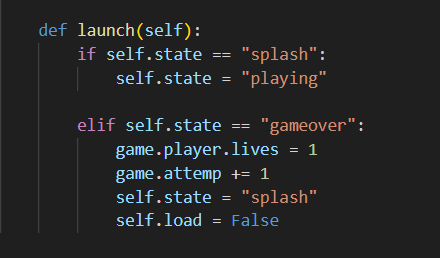 def launch(self):
    if self.state == "splash":
        self.state = "playing"

    elif self.state == "gameover":
        game.player.lives = 1
        game.attemp += 1
        self.state = "splash"
        self.load = False